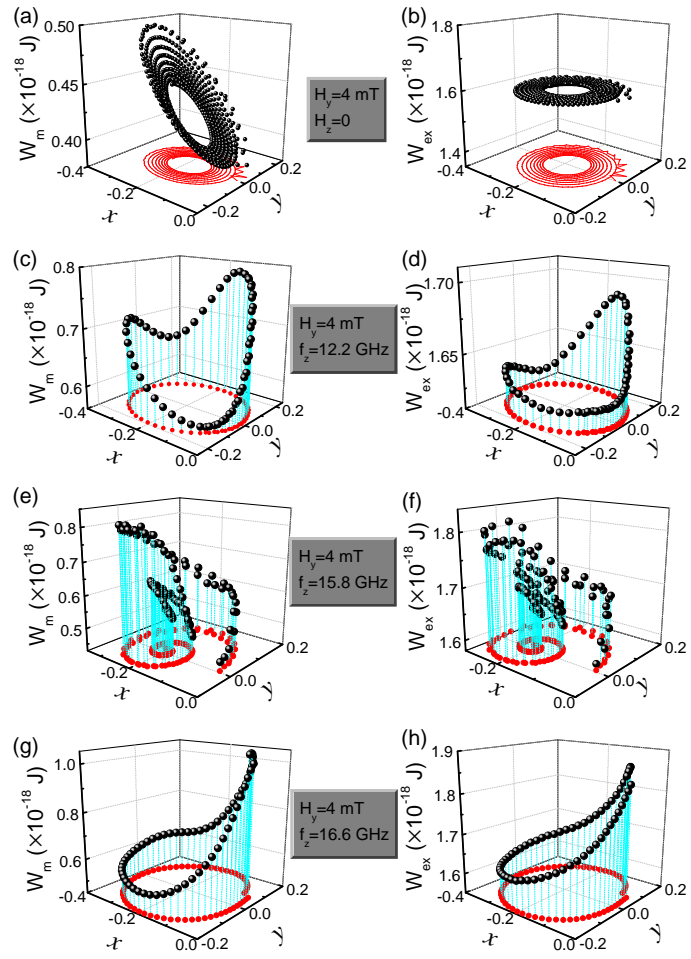 (a)
0.50
0.45
0.40
W_m (×10^-18 J)
-0.4
-0.2
0.0
x
-0.2
0.0
0.2
y
H_y=4 mT
H_z=0
(b)
1.8
1.6
1.4
W_ex (×10^-18 J)
-0.4
-0.2
0.0
x
-0.2
0.0
0.2
y
(c)
0.8
0.7
0.6
W_m (×10^-18 J)
-0.4
-0.2
0.0
x
-0.2
0.0
0.2
y
H_y=4 mT
f_z=12.2 GHz
(d)
1.70
1.65
W_ex (×10^-18 J)
-0.4
-0.2
0.0
x
-0.2
0.0
0.2
y
(e)
0.8
0.7
0.6
0.5
W_m (×10^-18 J)
-0.2
0.0
x
-0.2
0.0
0.2
y
H_y=4 mT
f_z=15.8 GHz
(f)
1.8
1.7
1.6
W_ex (×10^-18 J)
-0.2
0.0
x
-0.2
0.0
0.2
y
(g)
1.0
0.8
0.6
-0.4
W_m (×10^-18 J)
-0.2
0.0
x
-0.2
0.0
0.2
y
H_y=4 mT
f_z=16.6 GHz
(h)
1.9
1.8
1.7
1.6
W_ex (×10^-18 J)
-0.4
-0.2
0.0
x
-0.2
0.0
0.2
y